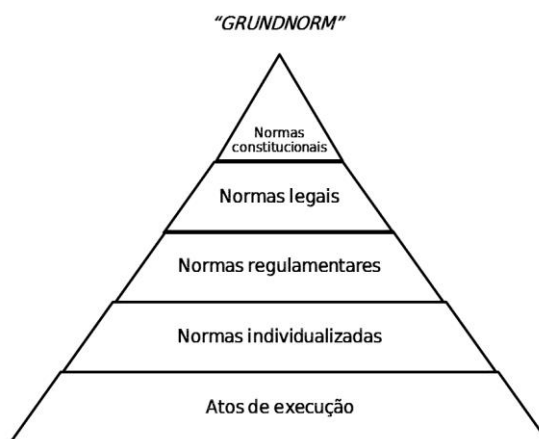 "GRUNDNORM"
Normas
constitucionais
Normas legais
Normas regulamentares
Normas individualizadas
Atos de execução